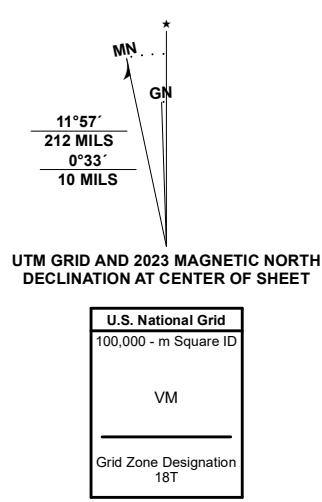 ★
MN
GN
11°57´
212 MILS
0°33´
10 MILS
UTM GRID AND 2023 MAGNETIC NORTH
DECLINATION AT CENTER OF SHEET
U.S. National Grid
100,000 - m Square ID
VM
Grid Zone Designation
18T